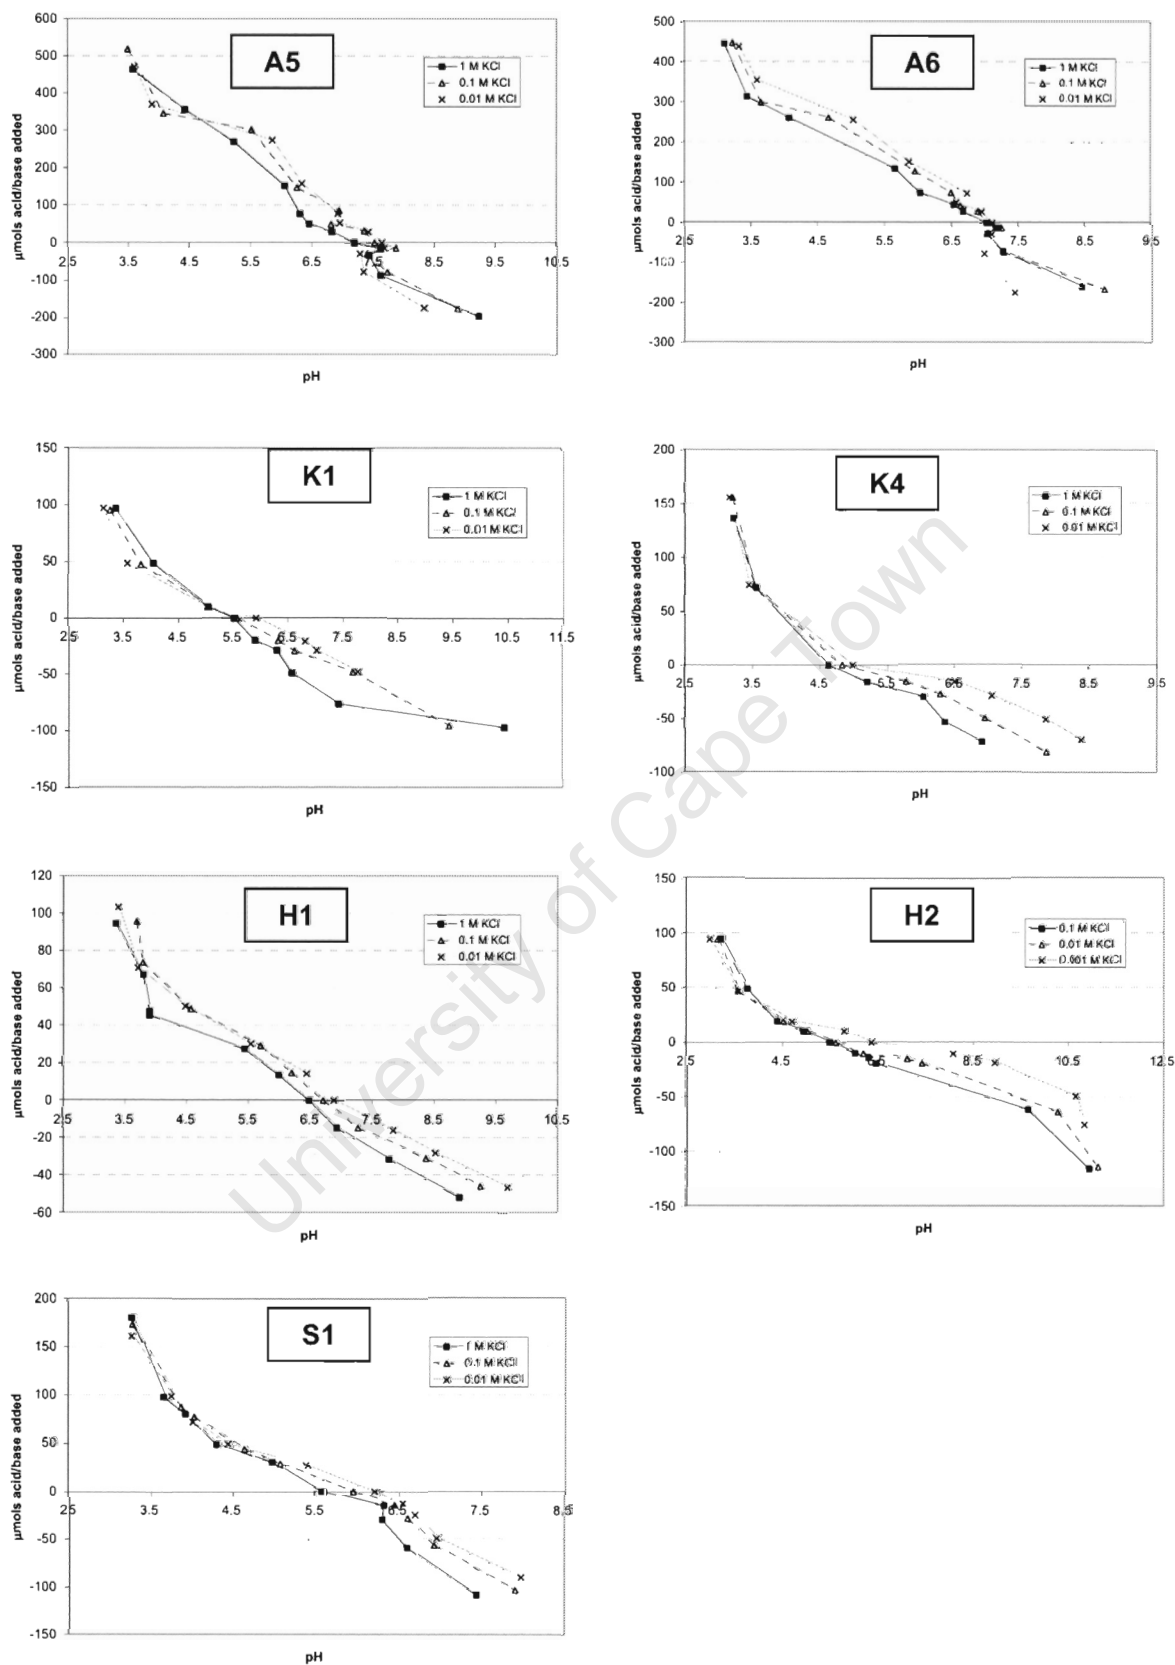 A5
600
500
400
300
200
100
0
-100
-200
-300
2.5 3.5 4.5 5.5 6.5 7.5 8.5 9.5 10.5
1 M KCl
0.1 M KCl
0.01 M KCl
µmols acid/base added
pH
A6
500
400
300
200
100
0
-100
-200
-300
2.5 3.5 4.5 5.5 6.5 7.5 8.5 9.5
1 M KCl
0.1 M KCl
0.01 M KCl
µmols acid/base added
pH
K1
150
100
50
0
-50
-100
-150
2.5 3.5 4.5 5.5 6.5 7.5 8.5 9.5 10.5 11.5
1 M KCl
0.1 M KCl
0.01 M KCl
µmols acid/base added
pH
K4
200
150
100
50
0
-50
-100
2.5 3.5 4.5 5.5 6.5 7.5 8.5 9.5
1 M KCl
0.1 M KCl
0.01 M KCl
µmols acid/base added
pH
H1
120
100
80
60
40
20
0
-20
-40
-60
2.5 3.5 4.5 5.5 6.5 7.5 8.5 9.5 10.5
1 M KCl
0.1 M KCl
0.01 M KCl
µmols acid/base added
pH
H2
150
100
50
0
-50
-100
-150
2.5 4.5 6.5 8.5 10.5 12.5
0.1 M KCl
0.01 M KCl
0.001 M KCl
µmols acid/base added
pH
S1
200
150
100
50
0
-50
-100
-150
2.5 3.5 4.5 5.5 6.5 7.5 8.5
1 M KCl
0.1 M KCl
0.01 M KCl
µmols acid/base added
pH
University of Cape Town